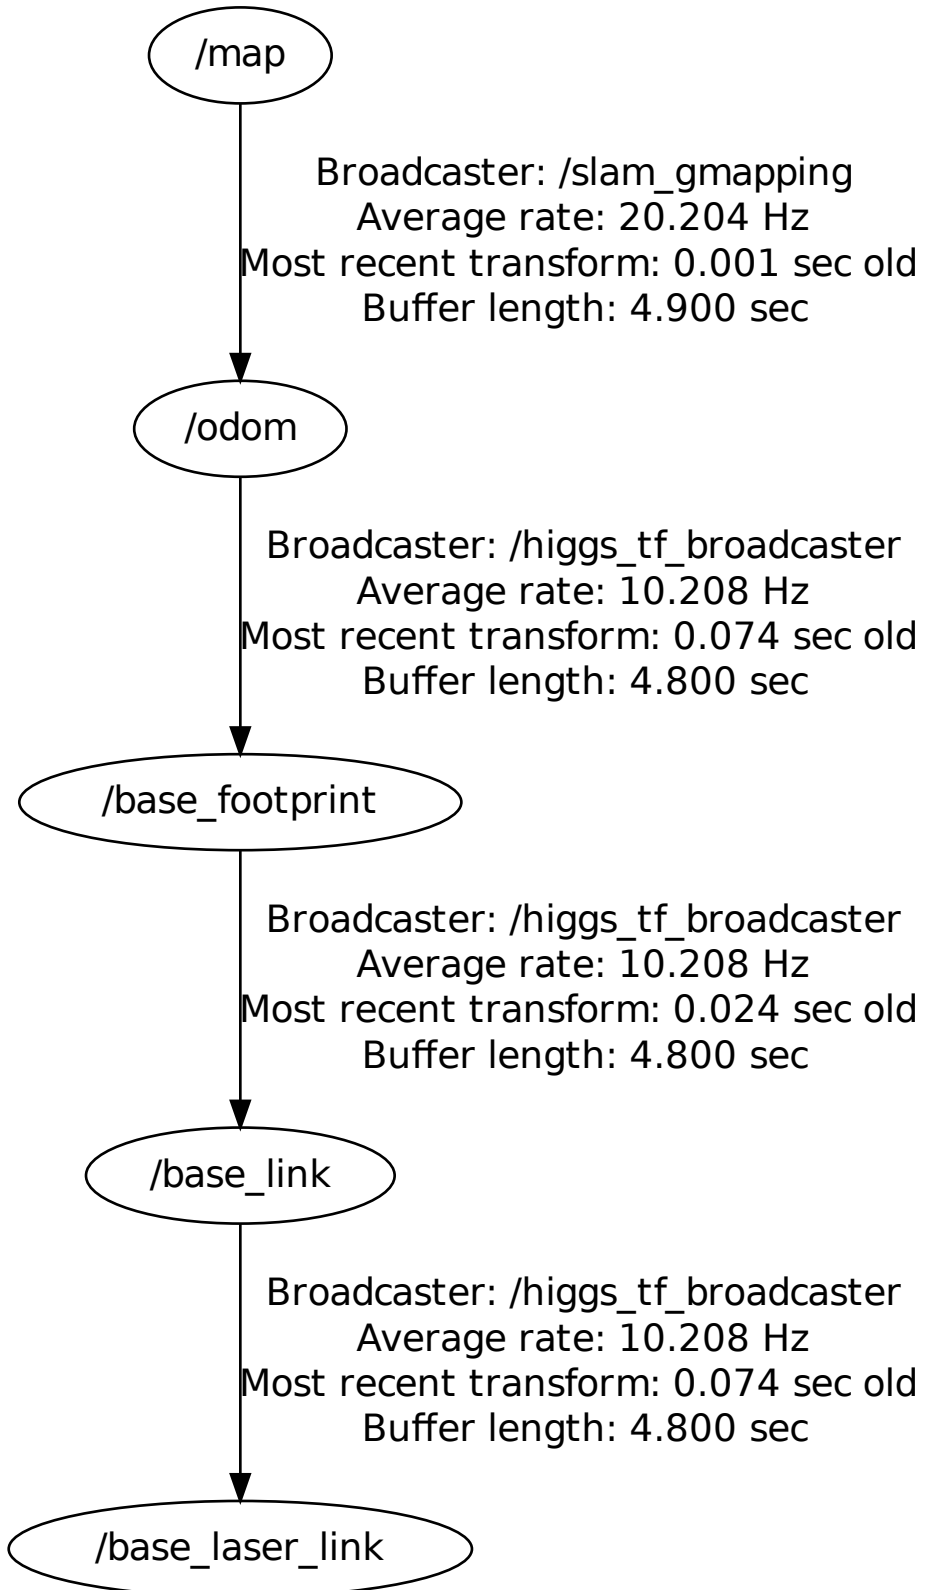 /map
Broadcaster: /slam_gmapping
Average rate: 20.204 Hz
Most recent transform: 0.001 sec old
Buffer length: 4.900 sec
/odom
Broadcaster: /higgs_tf_broadcaster
Average rate: 10.208 Hz
Most recent transform: 0.074 sec old
Buffer length: 4.800 sec
/base_footprint
Broadcaster: /higgs_tf_broadcaster
Average rate: 10.208 Hz
Most recent transform: 0.024 sec old
Buffer length: 4.800 sec
/base_link
Broadcaster: /higgs_tf_broadcaster
Average rate: 10.208 Hz
Most recent transform: 0.074 sec old
Buffer length: 4.800 sec
/base_laser_link